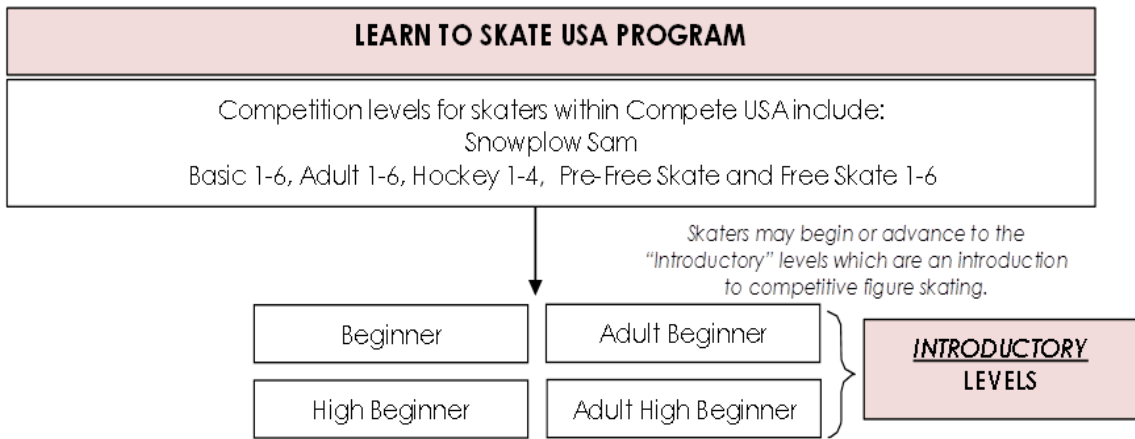 LEARN TO SKATE USA PROGRAM
Competition levels for skaters within Compete USA include:
Snowplow Sam
Basic 1-6, Adult 1-6, Hockey 1-4, Pre-Free Skate and Free Skate 1-6
Skaters may begin or advance to the
“Introductory” levels which are an introduction
to competitive figure skating.
Beginner
Adult Beginner
High Beginner
Adult High Beginner
INTRODUCTORY
LEVELS